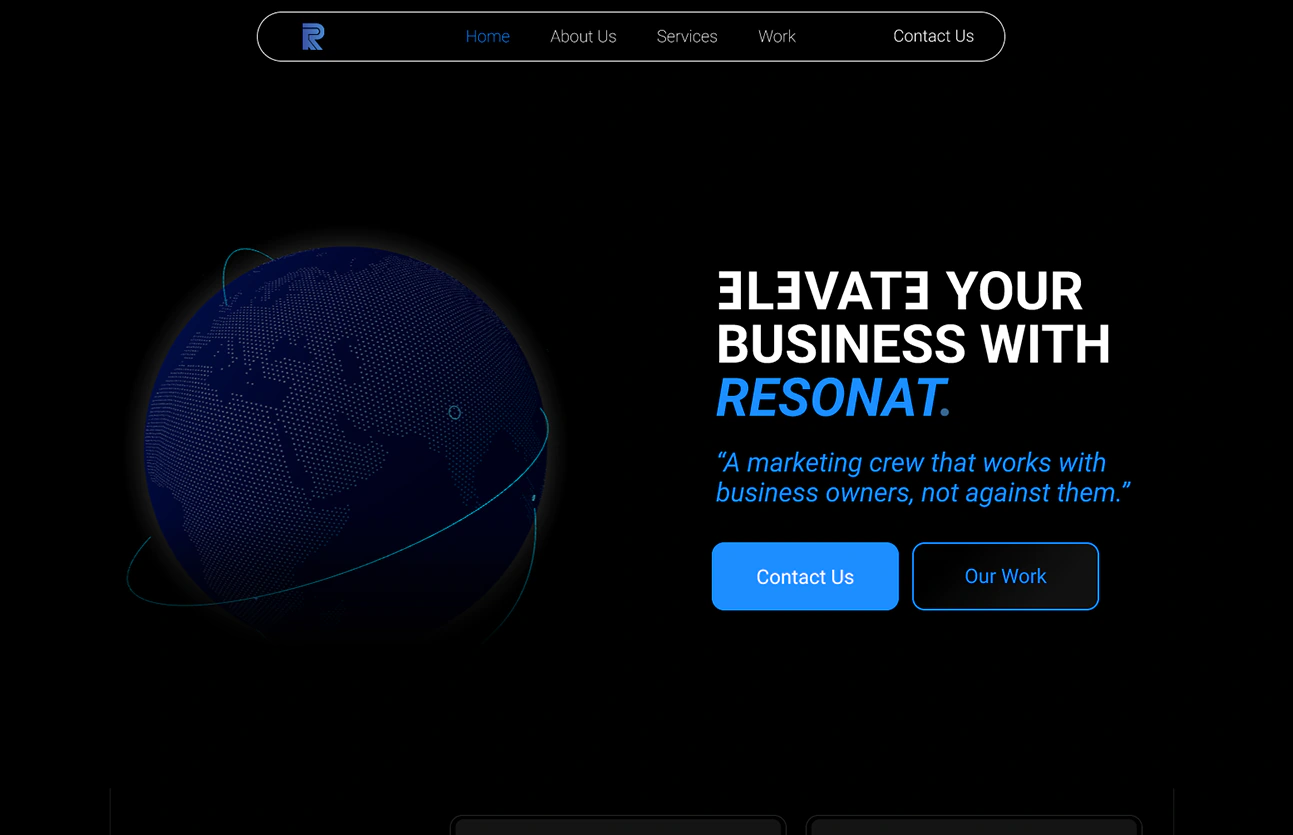 R
Home About Us Services Work Contact Us
ƎLƎVATƎ YOUR
BUSINESS WITH
RESONAT.
“A marketing crew that works with
business owners, not against them.”
Contact Us Our Work